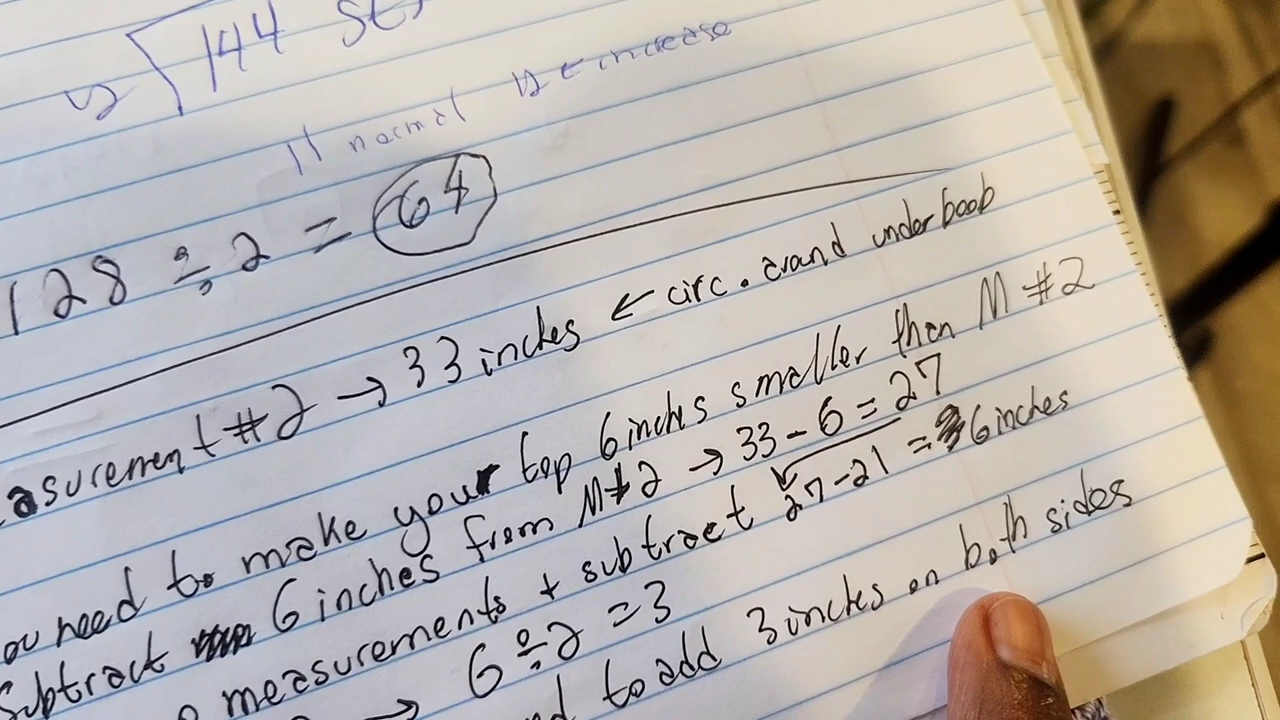 144 st
11 normal ← increase
128 ÷ 2 = 64
asurement #2 → 33 inches ← circ. around under boob
ou need to make your top 6 inches smaller than M #2
subtract 6 inches from M#2 → 33 - 6 = 27
measurements + subtract 27-21 = 6 inches
→ 6 ÷ 2 = 3
nd to add 3 inches on both sides